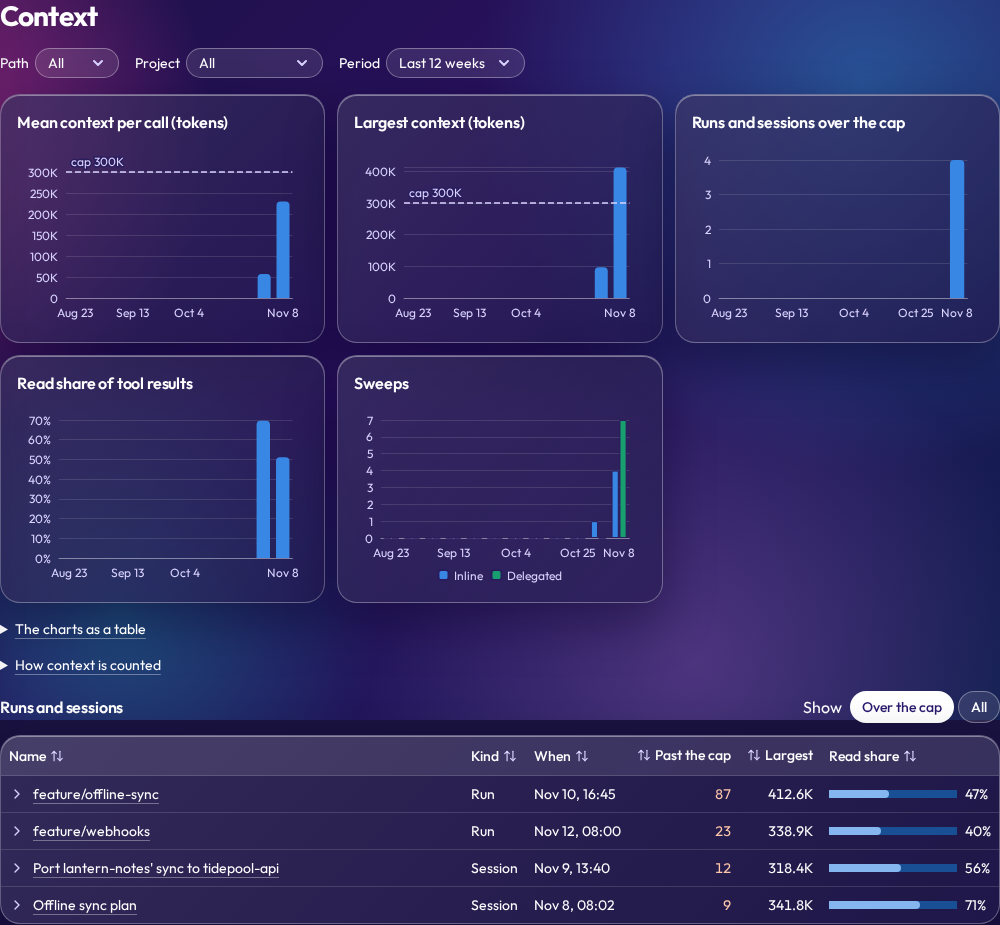 Context
Path All Project All Period Last 12 weeks
Mean context per call (tokens)
cap 300K
300K
250K
200K
150K
100K
50K
0
Aug 23 Sep 13 Oct 4 Nov 8
Largest context (tokens)
400K
cap 300K
300K
200K
100K
0
Aug 23 Sep 13 Oct 4 Nov 8
Runs and sessions over the cap
4
3
2
1
0
Aug 23 Sep 13 Oct 4 Oct 25 Nov 8
Read share of tool results
70%
60%
50%
40%
30%
20%
10%
0%
Aug 23 Sep 13 Oct 4 Nov 8
Sweeps
7
6
5
4
3
2
1
0
Aug 23 Sep 13 Oct 4 Oct 25 Nov 8
Inline Delegated
The charts as a table
How context is counted
Runs and sessions Show Over the cap All
Name Kind When Past the cap Largest Read share
feature/offline-sync Run Nov 10, 16:45 87 412.6K 47%
feature/webhooks Run Nov 12, 08:00 23 338.9K 40%
Port lantern-notes' sync to tidepool-api Session Nov 9, 13:40 12 318.4K 56%
Offline sync plan Session Nov 8, 08:02 9 341.8K 71%